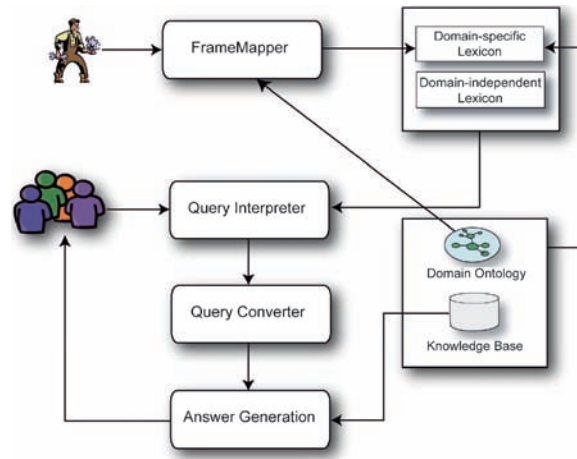 FrameMapper
Domain-specific
Lexicon
Domain-independent
Lexicon
Query Interpreter
Domain Ontology
Query Converter
Knowledge Base
Answer Generation